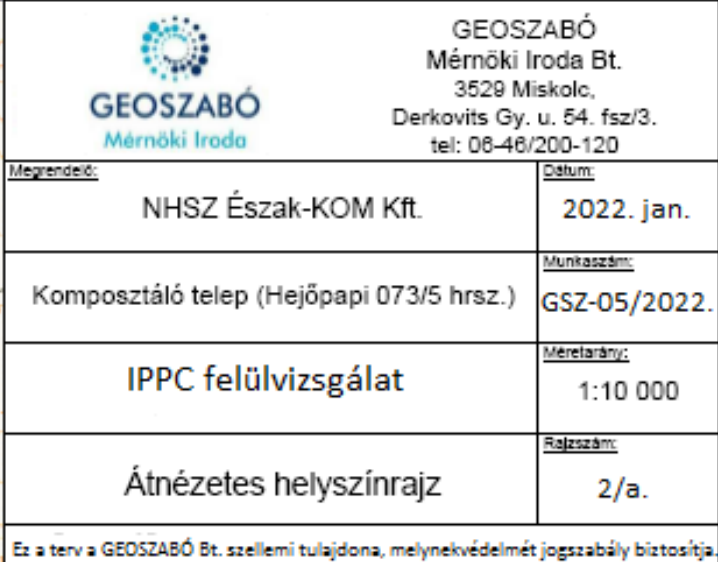 GEOSZABÓ
Mérnöki Iroda
GEOSZABÓ
Mérnöki Iroda Bt.
3529 Miskolc,
Derkovits Gy. u. 54. fsz/3.
tel: 06-46/200-120
Megrendelő:
NHSZ Észak-KOM Kft.
Dátum:
2022. jan.
Komposztáló telep (Hejőpapi 073/5 hrsz.)
Munkaszám:
GSZ-05/2022.
IPPC felülvizsgálat
Méretarány:
1:10 000
Átnézetes helyszínrajz
Rajzszám:
2/a.
Ez a terv a GEOSZABÓ Bt. szellemi tulajdona, melynekvédelmét jogszabály biztosítja.